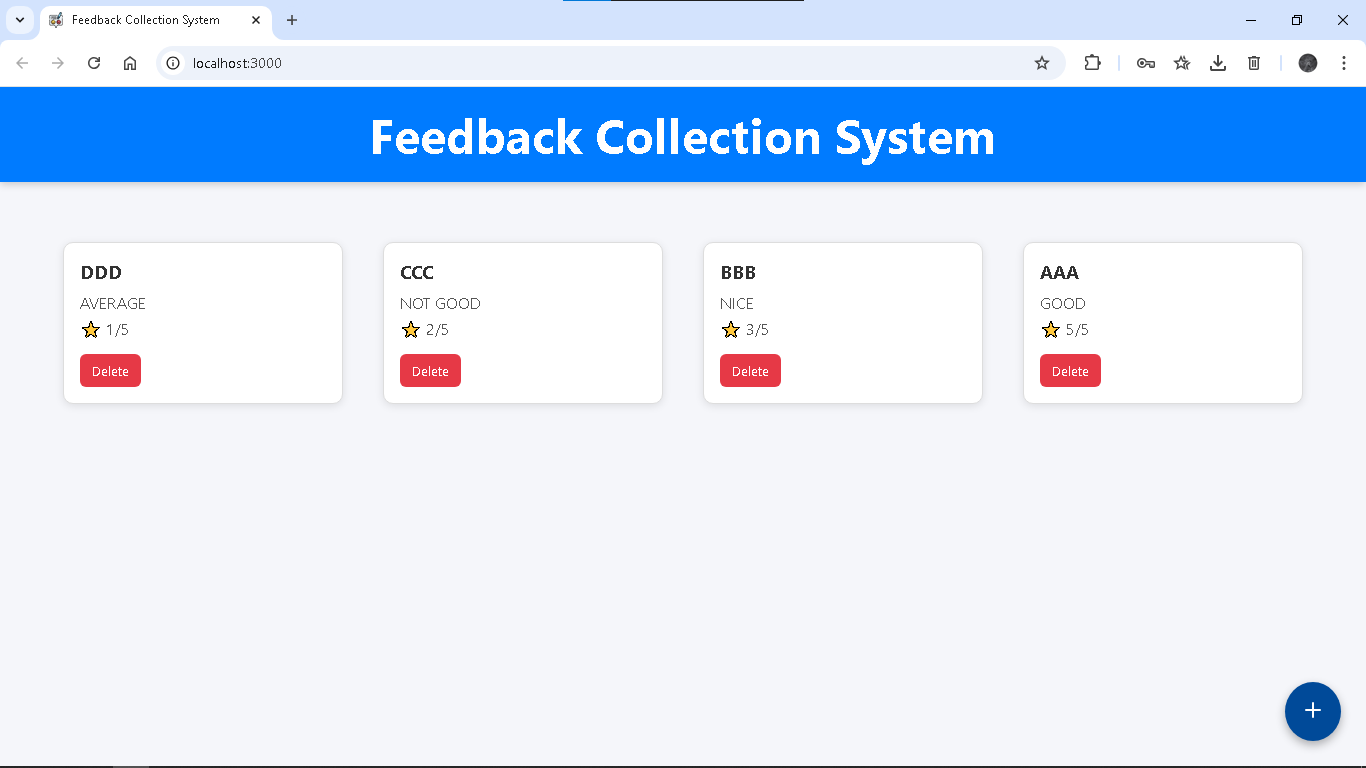 Feedback Collection System
localhost:3000
Feedback Collection System
DDD
AVERAGE
1/5
Delete
CCC
NOT GOOD
2/5
Delete
BBB
NICE
3/5
Delete
AAA
GOOD
5/5
Delete
+